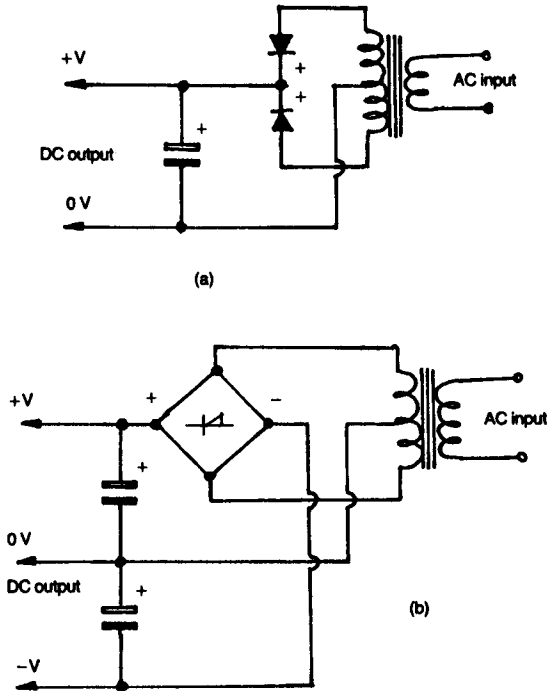 +V
+
+
AC input
+
DC output
0 V
(a)
+V
+
−
AC input
+
0 V
DC output
+
(b)
−V